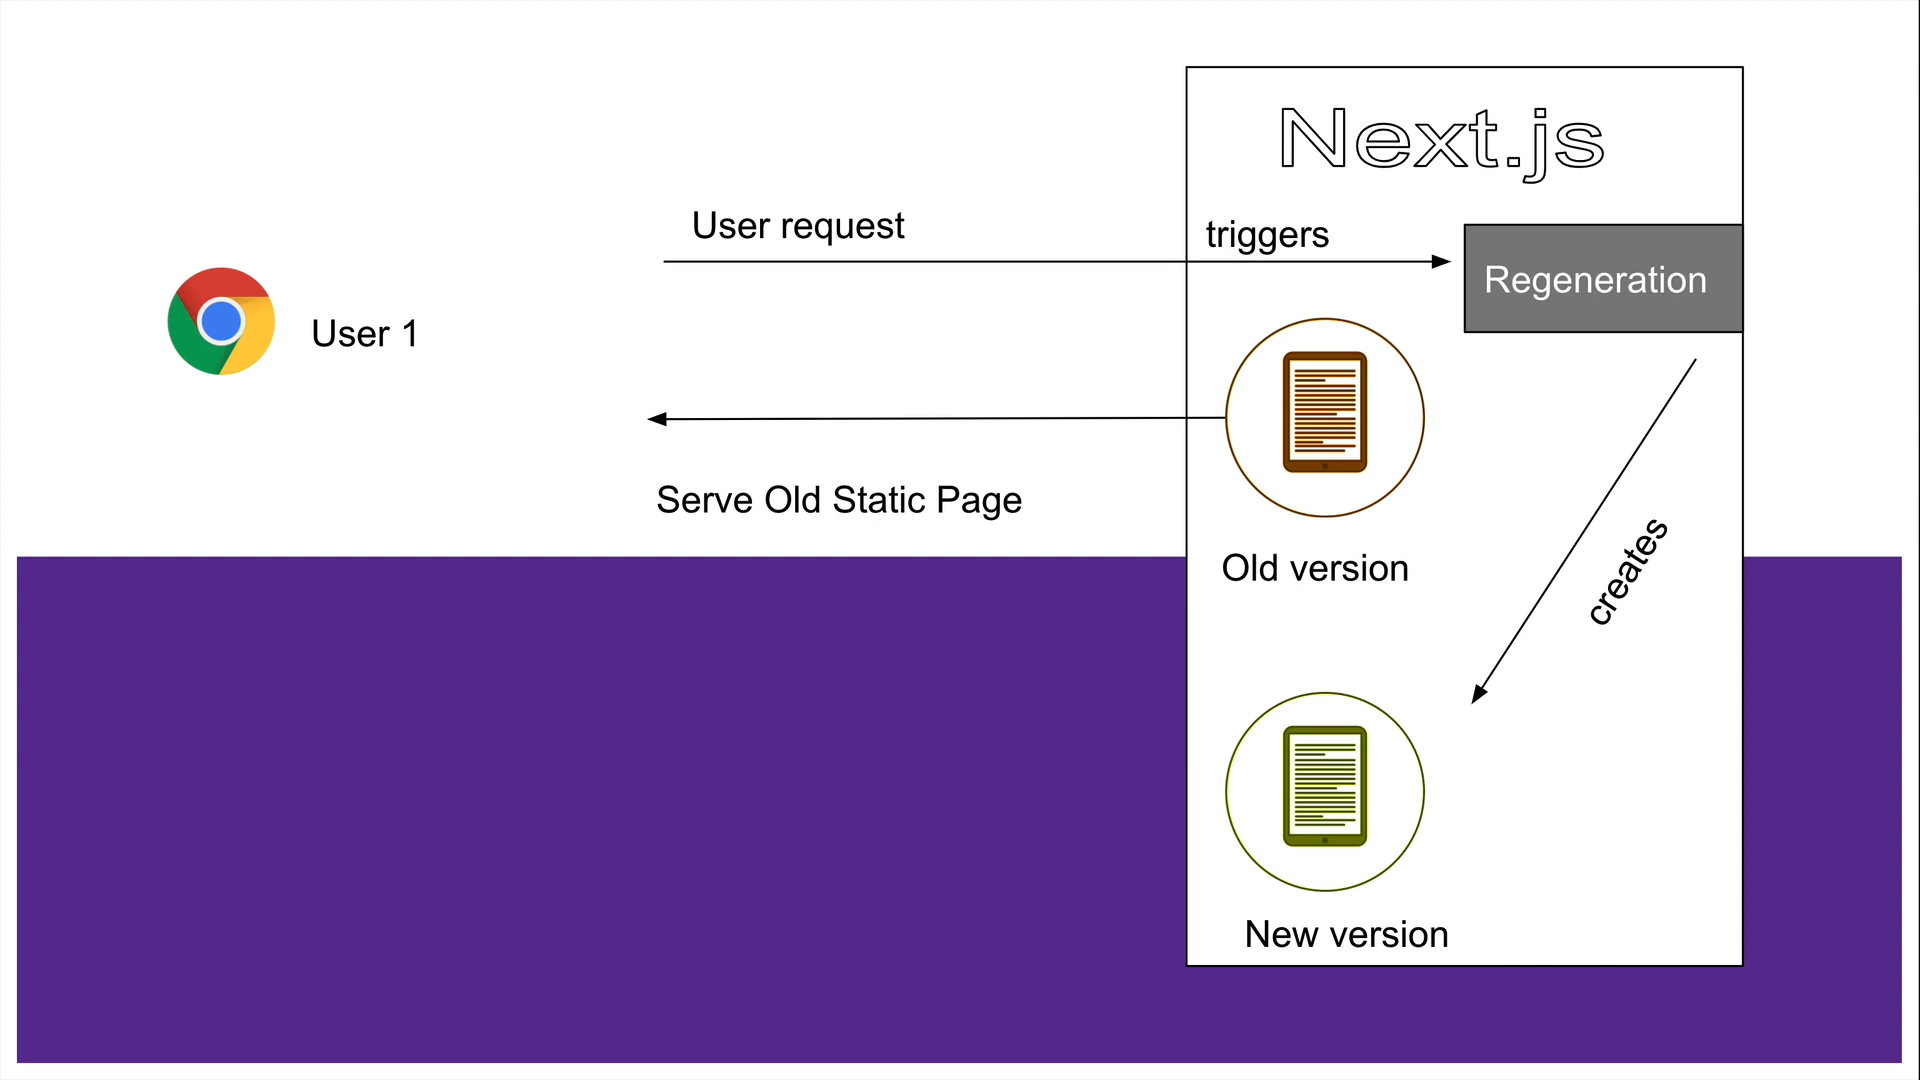 Next.js
User request
triggers
Regeneration
User 1
Serve Old Static Page
Old version
creates
New version